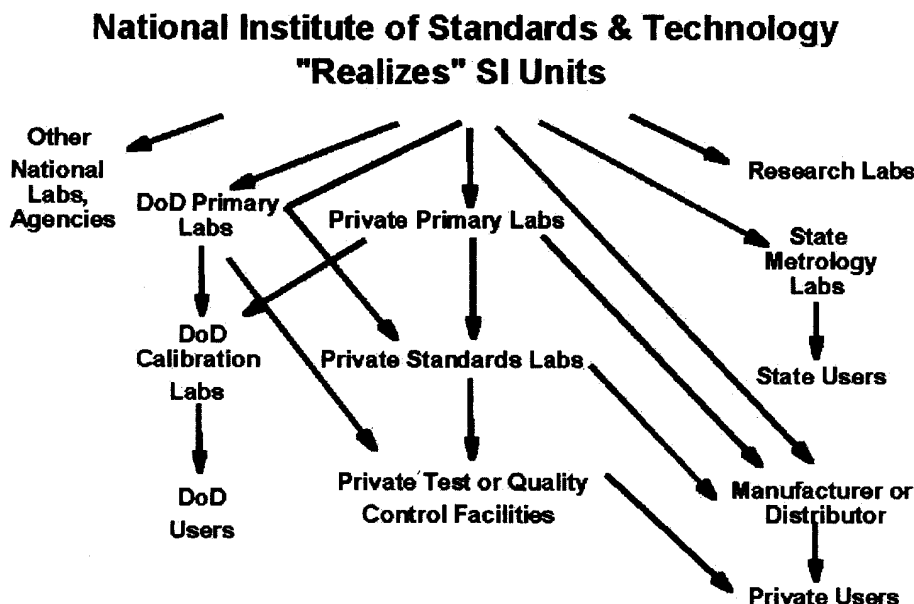 National Institute of Standards & Technology
"Realizes" SI Units
Other
National
Labs,
Agencies
DoD Primary
Labs
Private Primary Labs
Research Labs
State
Metrology
Labs
DoD
Calibration
Labs
Private Standards Labs
State Users
DoD
Users
Private Test or Quality
Control Facilities
Manufacturer or
Distributor
Private Users